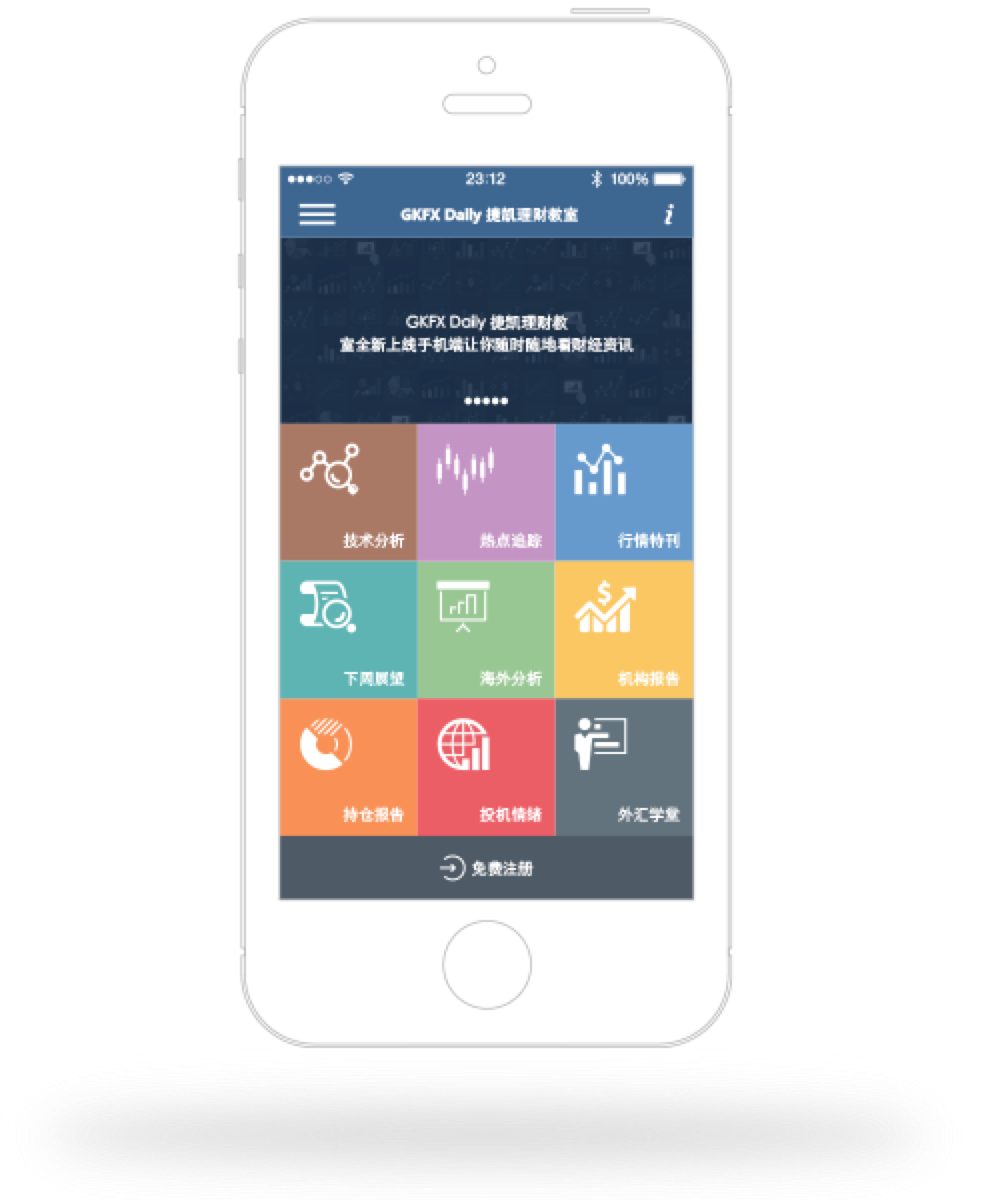 23:12
100%
GKFX Daily 捷凯理财教室
i
GKFX Daily 捷凯理财教
室全新上线手机端让你随时随地看财经资讯
技术分析
热点追踪
行情特刊
下周展望
海外分析
$
机构报告
持仓报告
投机情绪
外汇学堂
免费注册